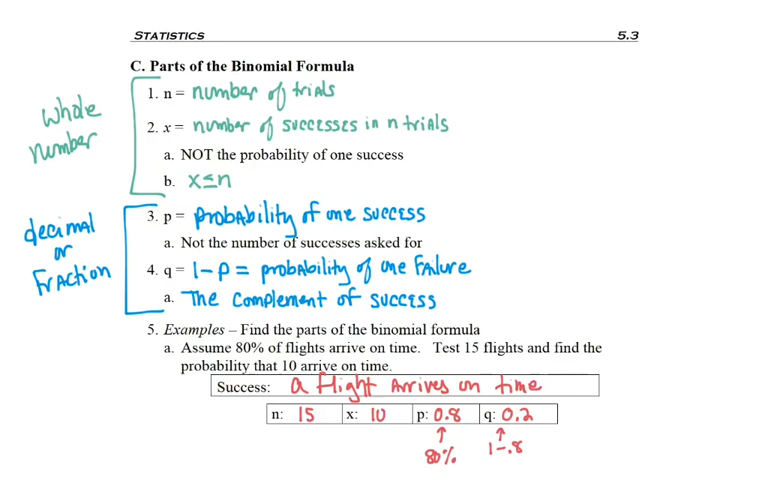 STATISTICS 5.3
C. Parts of the Binomial Formula
whole number
1. n = number of trials
2. x = number of successes in n trials
a. NOT the probability of one success
b. x≤n
decimal or fraction
3. p = probability of one success
a. Not the number of successes asked for
4. q = 1-p = probability of one failure
a. The complement of success
5. Examples – Find the parts of the binomial formula
a. Assume 80% of flights arrive on time. Test 15 flights and find the
probability that 10 arrive on time.
Success: a flight arrives on time
n: 15 x: 10 p: 0.8 q: 0.2
↑ ↑
80% 1-.8